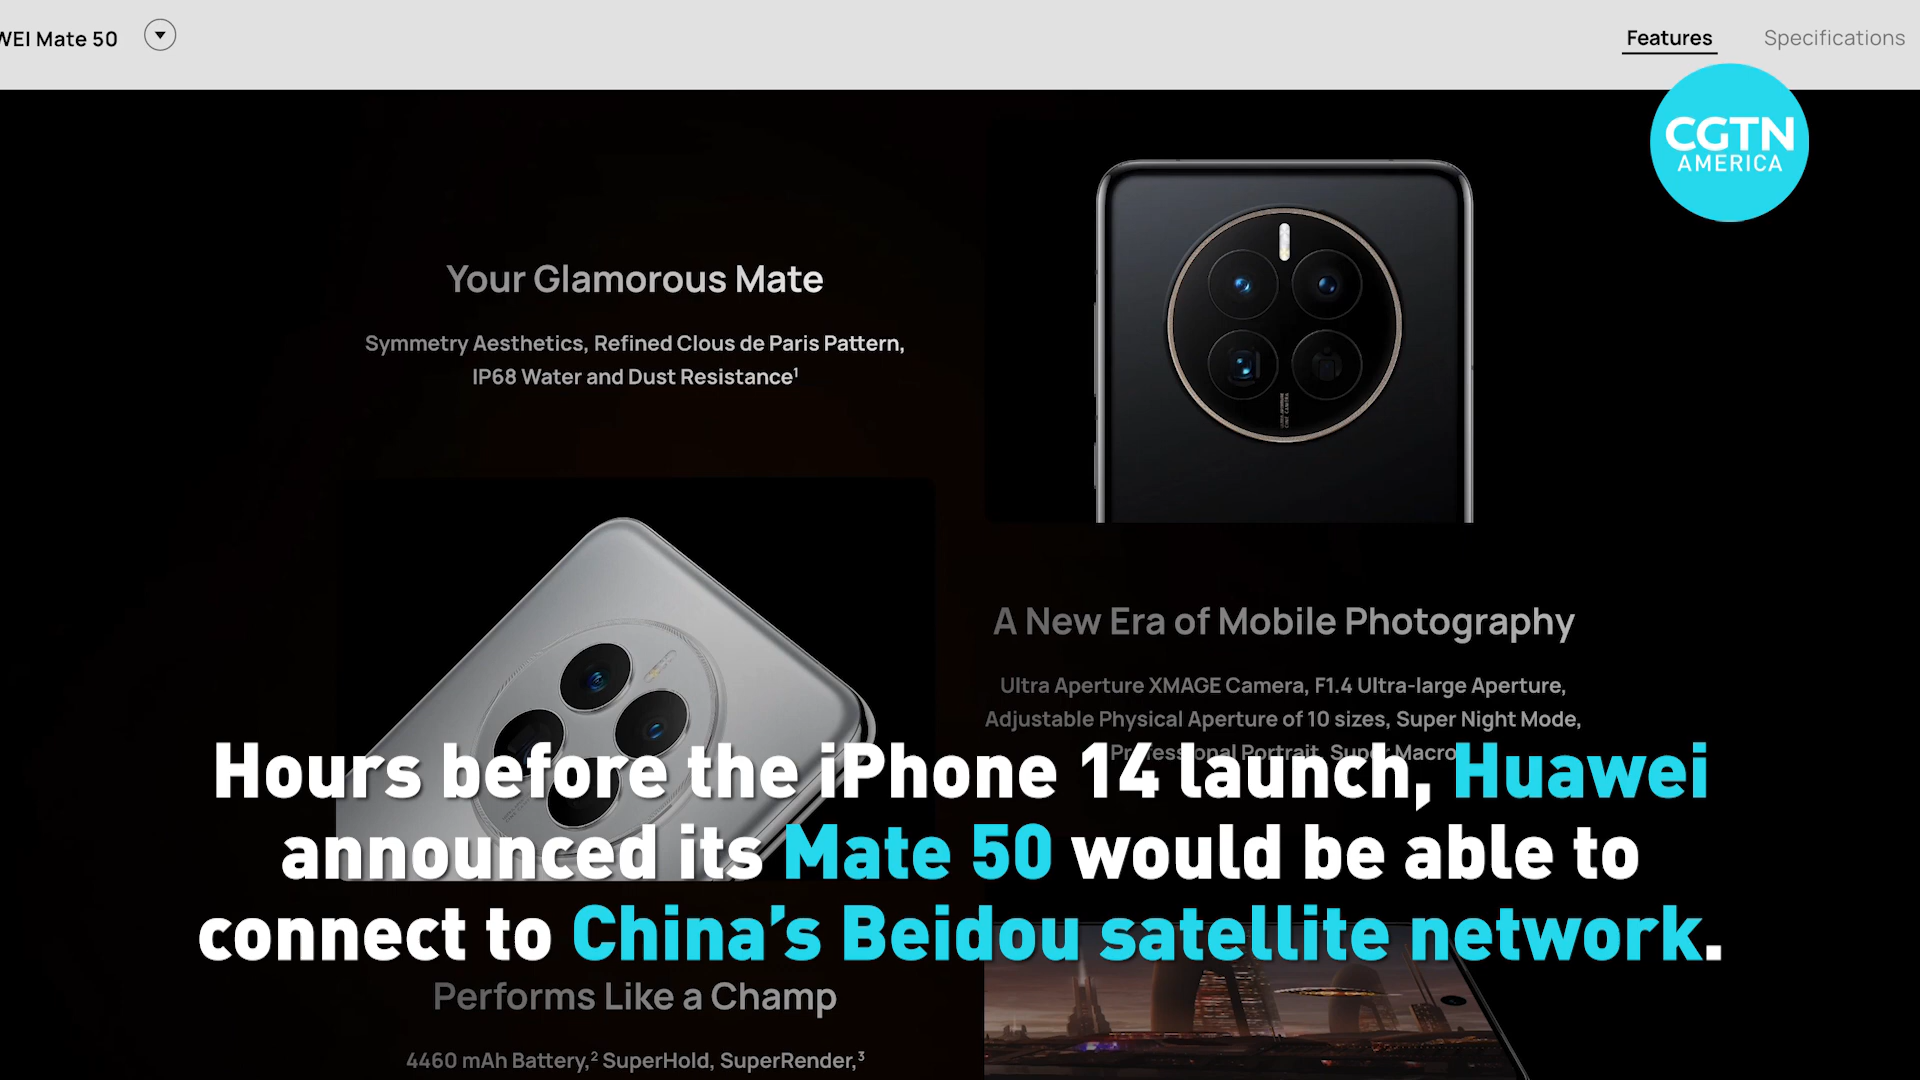 WEI Mate 50
Features
Specifications
CGTN
AMERICA
Your Glamorous Mate
Symmetry Aesthetics, Refined Clous de Paris Pattern,
IP68 Water and Dust Resistance¹
A New Era of Mobile Photography
Ultra Aperture XMAGE Camera, F1.4 Ultra-large Aperture,
Adjustable Physical Aperture of 10 sizes, Super Night Mode,
Professional Portrait, Super Macro
Hours before the iPhone 14 launch, Huawei
announced its Mate 50 would be able to
connect to China’s Beidou satellite network.
Performs Like a Champ
4460 mAh Battery,² SuperHold, SuperRender,³